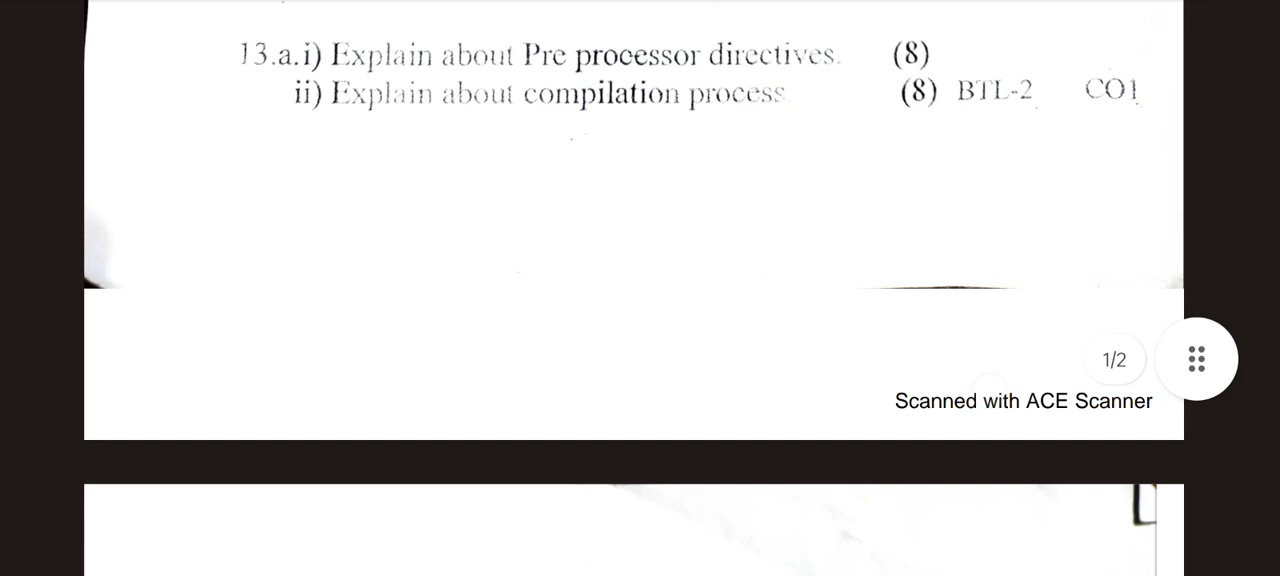 13.a.i) Explain about Pre processor directives. (8)
ii) Explain about compilation process (8) BTL-2 CO1
1/2
Scanned with ACE Scanner